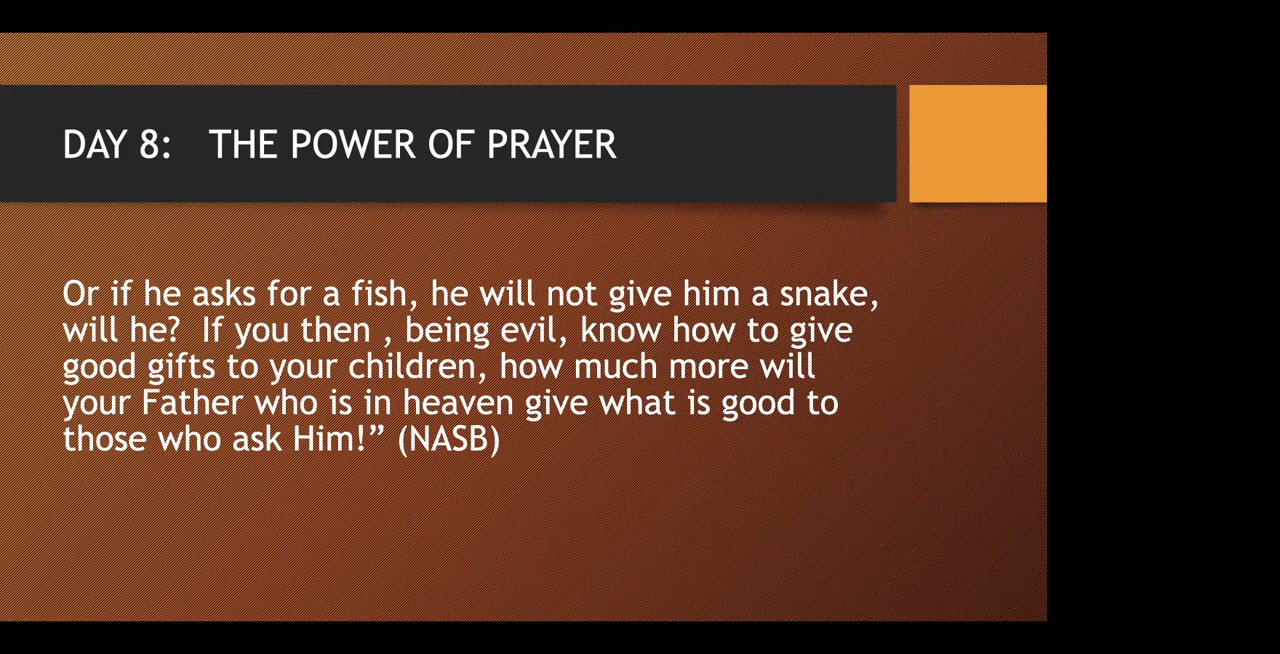 DAY 8: THE POWER OF PRAYER
Or if he asks for a fish, he will not give him a snake,
will he?  If you then , being evil, know how to give
good gifts to your children, how much more will
your Father who is in heaven give what is good to
those who ask Him!” (NASB)